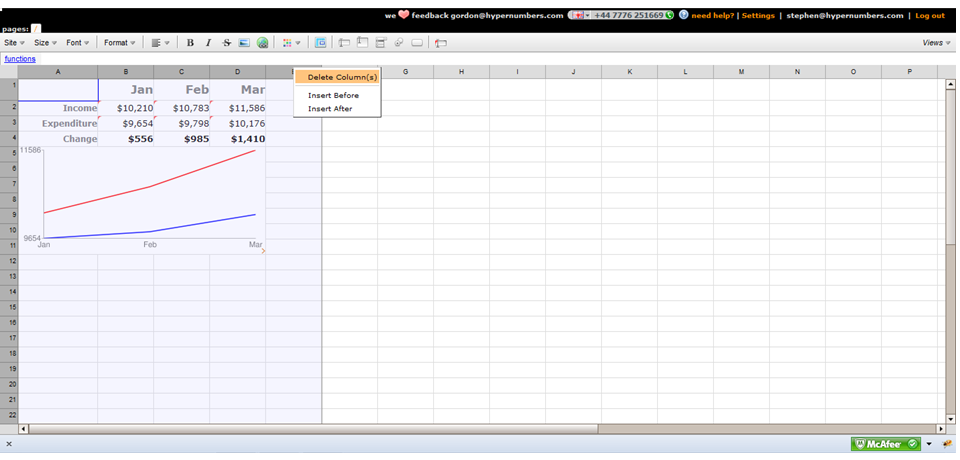 we feedback gordon@hypernumbers.com +44 7776 251669 need help? | Settings | stephen@hypernumbers.com | Log out
pages: /
Site Size Font Format B I S Views
functions
A B C D G H I J K L M N O P
Delete Column(s)
Insert Before
Insert After
1 Jan Feb Mar
2 Income $10,210 $10,783 $11,586
3 Expenditure $9,654 $9,798 $10,176
4 Change $556 $985 $1,410
5 11586
6
7
8
9
10 9654
11 Jan Feb Mar
12
13
14
15
16
17
18
19
20
21
22
x McAfee